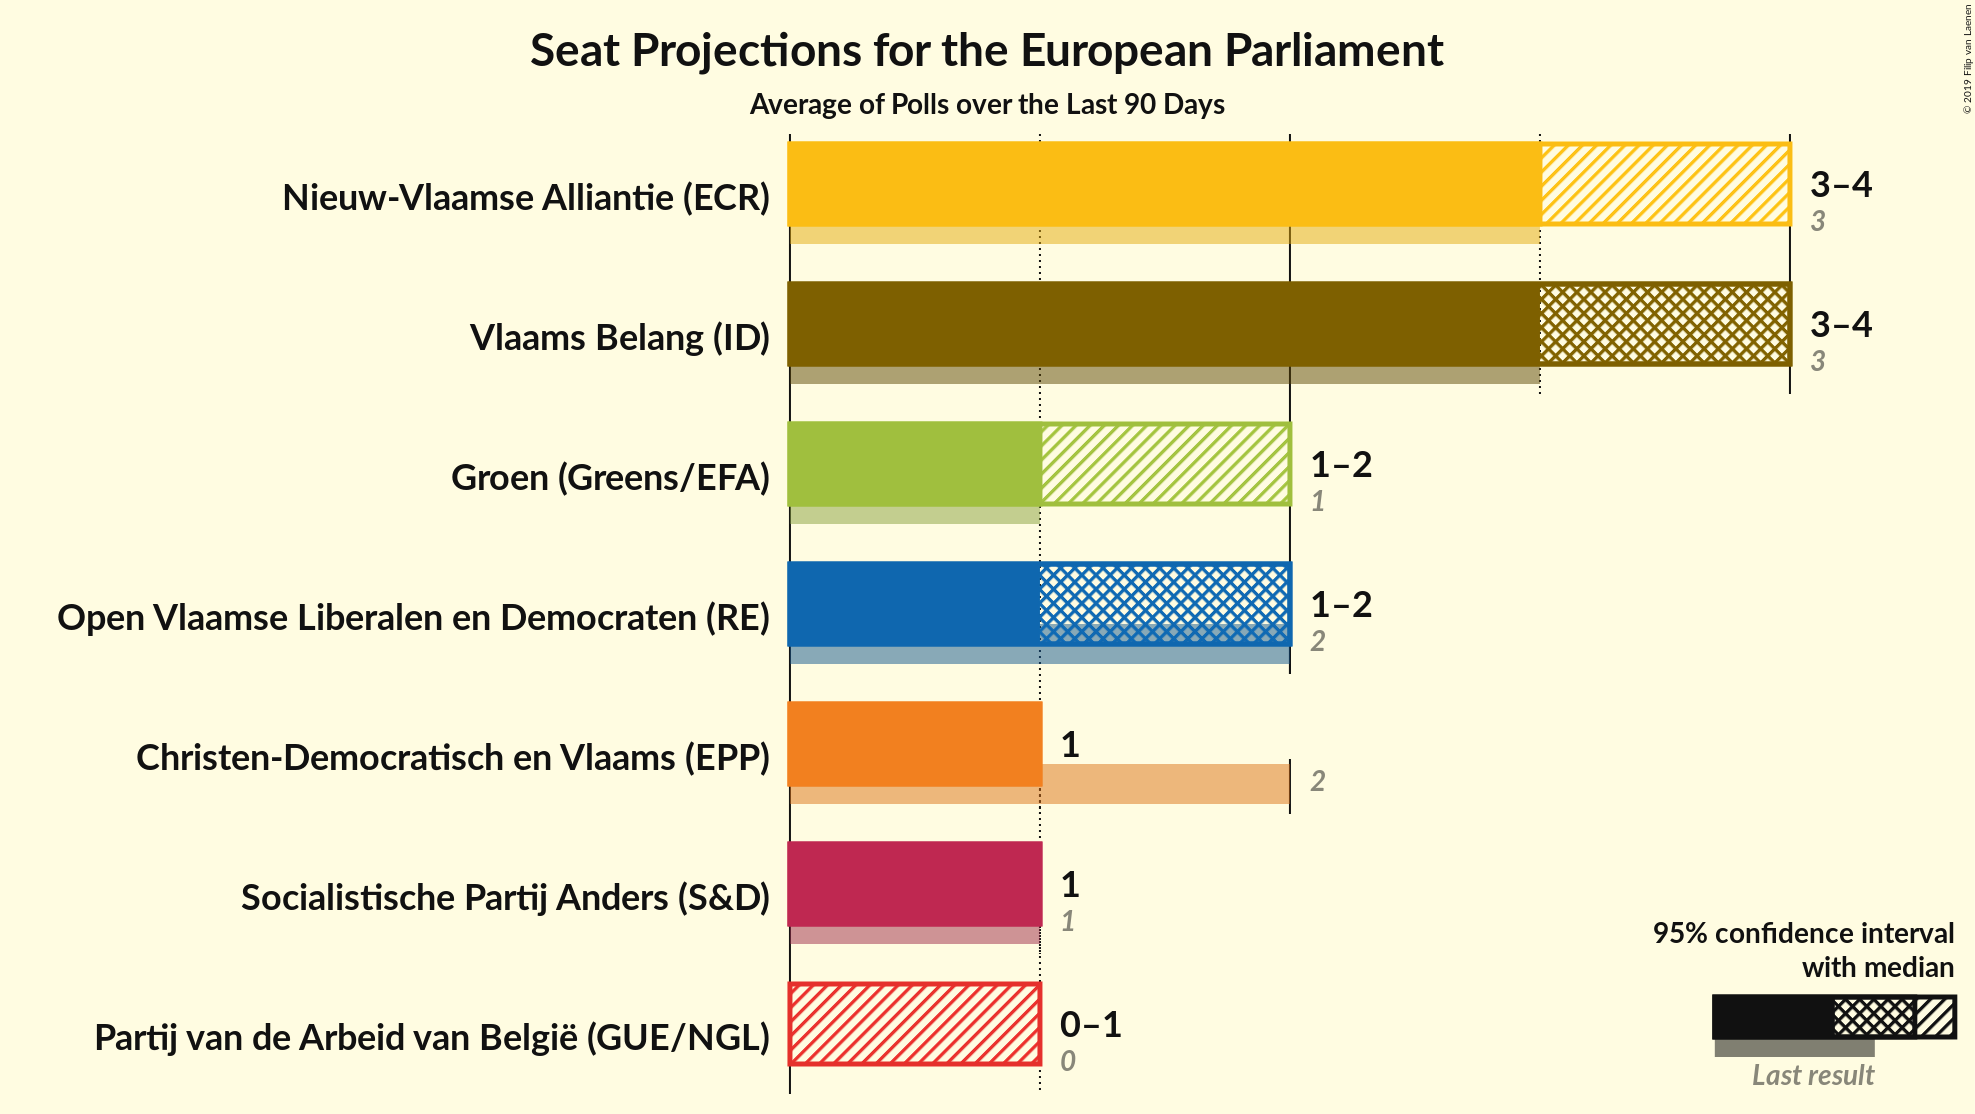 Seat Projections for the European Parliament
Average of Polls over the Last 90 Days
© 2019 Filip van Laenen
Nieuw-Vlaamse Alliantie (ECR)
3–4
3
Vlaams Belang (ID)
3–4
3
Groen (Greens/EFA)
1–2
1
Open Vlaamse Liberalen en Democraten (RE)
1–2
2
Christen-Democratisch en Vlaams (EPP)
1
2
Socialistische Partij Anders (S&D)
1
1
Partij van de Arbeid van België (GUE/NGL)
0–1
0
95% confidence interval
with median
Last result